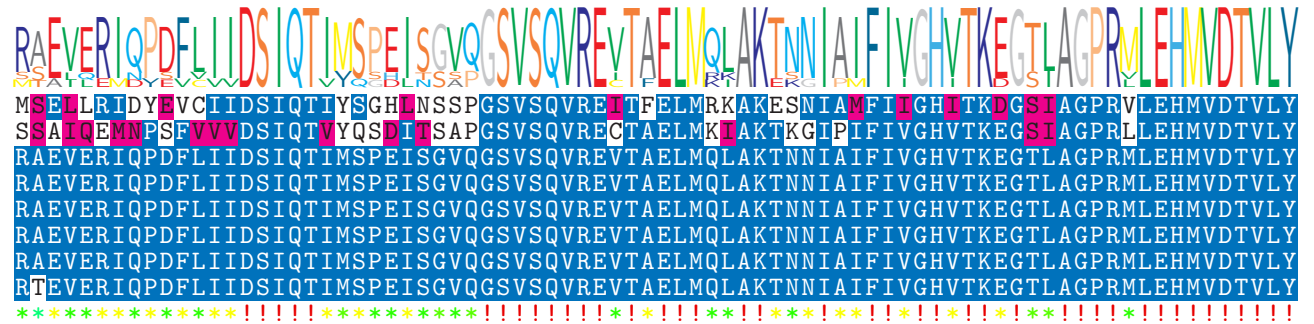 RAEVERIQPDFLIIDSIQTIMSPEISGVQGSVSQVREVTAELMQLAKTNNIAIFIVGHVTKEGTLAGPRMLEHMVDTVLY
MSELLRIDYEVCIIDSIQTIYSGHLNSSPGSVSQVREITFELMRKAKESNIAMFIIGHITKDGSIAGPRVLEHMVDTVLY
SSAIQEMNPSFVVVDSIQTVYQSDITSAPGSVSQVRECTAELMKIAKTKGIPIFIVGHVTKEGSIAGPRLLEHMVDTVLY
RAEVERIQPDFLIIDSIQTIMSPEISGVQGSVSQVREVTAELMQLAKTNNIAIFIVGHVTKEGTLAGPRMLEHMVDTVLY
RAEVERIQPDFLIIDSIQTIMSPEISGVQGSVSQVREVTAELMQLAKTNNIAIFIVGHVTKEGTLAGPRMLEHMVDTVLY
RAEVERIQPDFLIIDSIQTIMSPEISGVQGSVSQVREVTAELMQLAKTNNIAIFIVGHVTKEGTLAGPRMLEHMVDTVLY
RAEVERIQPDFLIIDSIQTIMSPEISGVQGSVSQVREVTAELMQLAKTNNIAIFIVGHVTKEGTLAGPRMLEHMVDTVLY
RAEVERIQPDFLIIDSIQTIMSPEISGVQGSVSQVREVTAELMQLAKTNNIAIFIVGHVTKEGTLAGPRMLEHMVDTVLY
RTEVERIQPDFLIIDSIQTIMSPEISGVQGSVSQVREVTAELMQLAKTNNIAIFIVGHVTKEGTLAGPRMLEHMVDTVLY
**************!!!!!**********!!!!!!!!*!*!!!**!!***!**!!*!!*!!*!**!!!!*!!!!!!!!!!